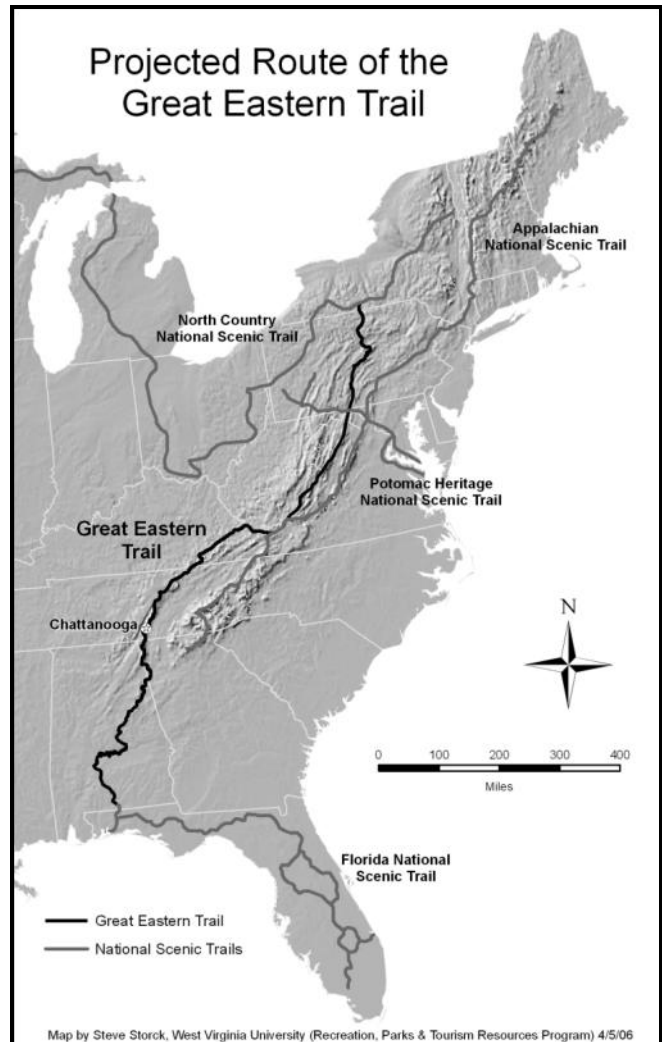 Projected Route of the
Great Eastern Trail
Appalachian
National Scenic Trail
North Country
National Scenic Trail
Potomac Heritage
National Scenic Trail
Great Eastern
Trail
Chattanooga
N
0 100 200 300 400
Miles
Florida National
Scenic Trail
Great Eastern Trail
National Scenic Trails
Map by Steve Storck, West Virginia University (Recreation, Parks & Tourism Resources Program) 4/5/06